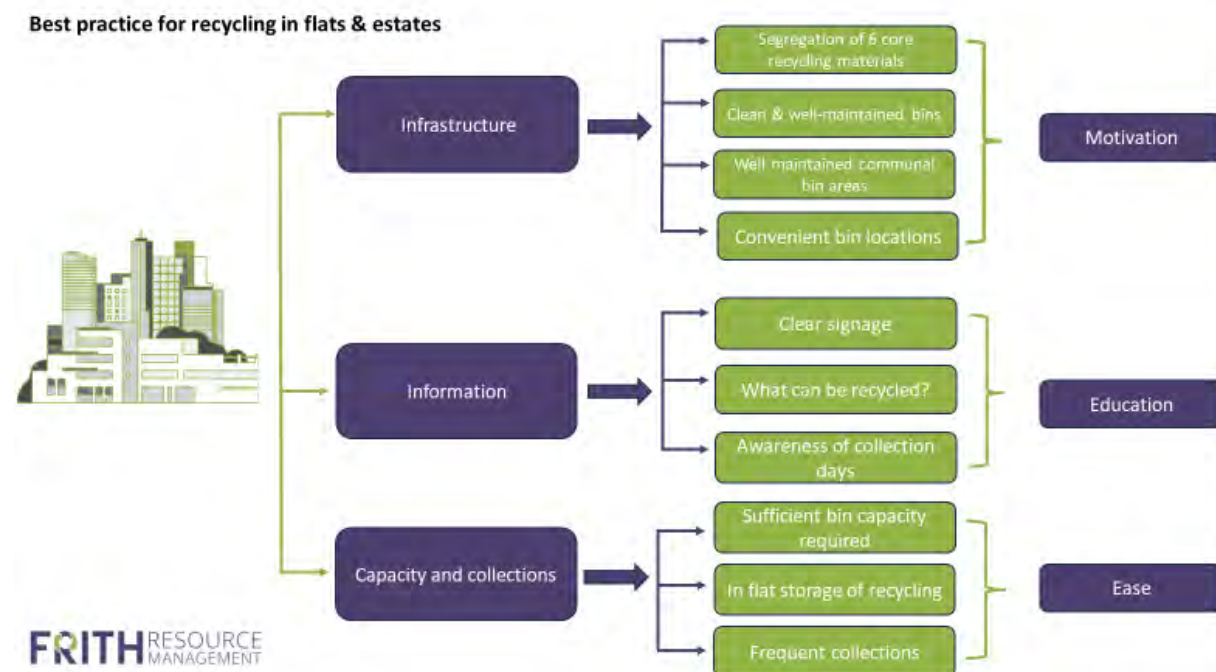 Best practice for recycling in flats & estates
Infrastructure
Segregation of 6 core
recycling materials
Clean & well-maintained bins
Well maintained communal
bin areas
Convenient bin locations
Motivation
Information
Clear signage
What can be recycled?
Awareness of collection
days
Education
Capacity and collections
Sufficient bin capacity
required
In flat storage of recycling
Frequent collections
Ease
FRITH RESOURCE
MANAGEMENT